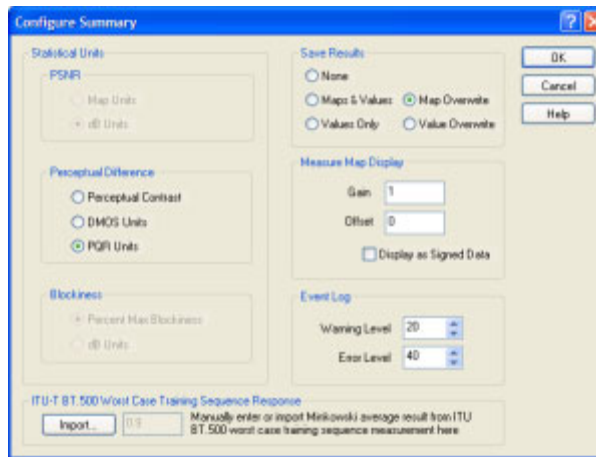 Configure Summary
Statistical Units
PSNR
Map Units
dB Units
Perceptual Difference
Perceptual Contrast
DMOS Units
PQR Units
Blockiness
Percent Max Blockiness
dB Units
Save Results
None
Maps & Values
Map Overwrite
Values Only
Value Overwrite
Measure Map Display
Gain 1
Offset 0
Display as Signed Data
Event Log
Warning Level 20
Error Level 40
OK
Cancel
Help
ITU-T BT.500 Worst Case Training Sequence Response
Import...
Manually enter or import Minkowski average result from ITU
BT.500 worst case training sequence measurement here